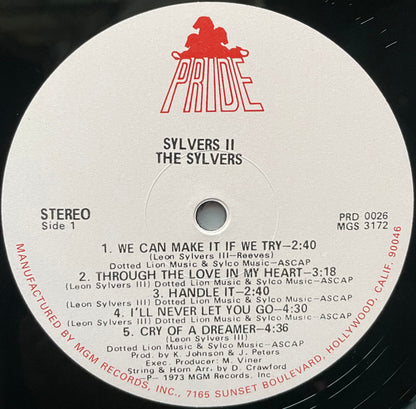 PRIDE
SYLVERS II
THE SYLVERS
STEREO
Side 1
PRD 0026
MGS 3172
1. WE CAN MAKE IT IF WE TRY—2:40
(Leon Sylvers III—Reeves)
Dotted Lion Music & Sylco Music—ASCAP
2. THROUGH THE LOVE IN MY HEART—3:18
(Leon Sylvers III) Dotted Lion Music & Sylco Music—ASCAP
3. HANDLE IT—2:40
(Leon Sylvers III) Dotted Lion Music & Sylco Music—ASCAP
4. I'LL NEVER LET YOU GO—4:30
(Leon Sylvers III) Dotted Lion Music & Sylco Music—ASCAP
5. CRY OF A DREAMER—4:36
(Leon Sylvers III)
Dotted Lion Music & Sylco Music—ASCAP
Prod. by K. Johnson & J. Peters
Exec. Producer: M. Viner
String & Horn Arr. by D. Crawford
—P— 1973 MGM Records. Inc.
MANUFACTURED BY MGM RECORDS, INC., 7165 SUNSET BOULEVARD, HOLLYWOOD, CALIF. 90046